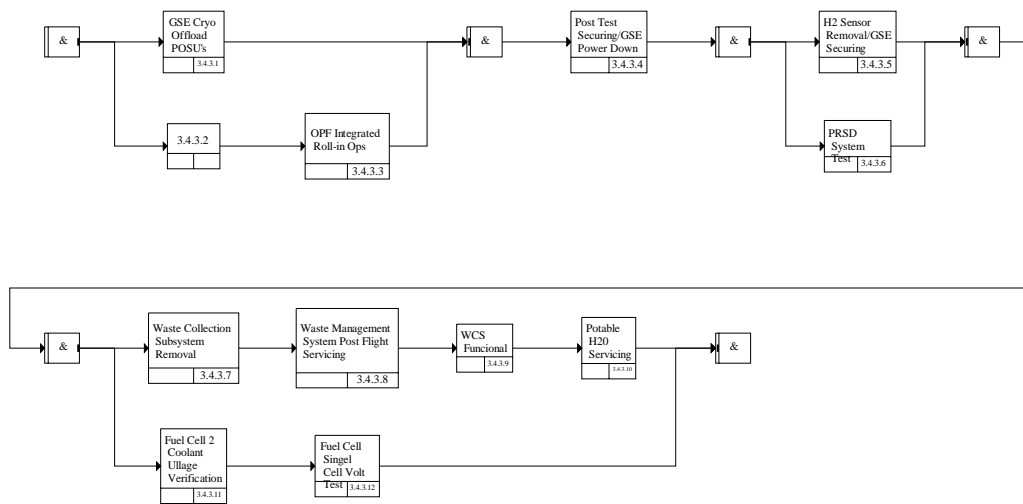 &
GSE Cryo
Offload
POSU's
3.4.3.1
&
Post Test
Securing/GSE
Power Down
3.4.3.4
&
H2 Sensor
Removal/GSE
Securing
3.4.3.5
&
3.4.3.2
OPF Integrated
Roll-in Ops
3.4.3.3
PRSD
System
Test
3.4.3.6
&
Waste Collection
Subsystem
Removal
3.4.3.7
Waste Management
System Post Flight
Servicing
3.4.3.8
WCS
Funcional
3.4.3.9
Potable
H20
Servicing
3.4.3.10
&
Fuel Cell 2
Coolant
Ullage
Verification
3.4.3.11
Fuel Cell
Singel
Cell Volt
Test
3.4.3.12